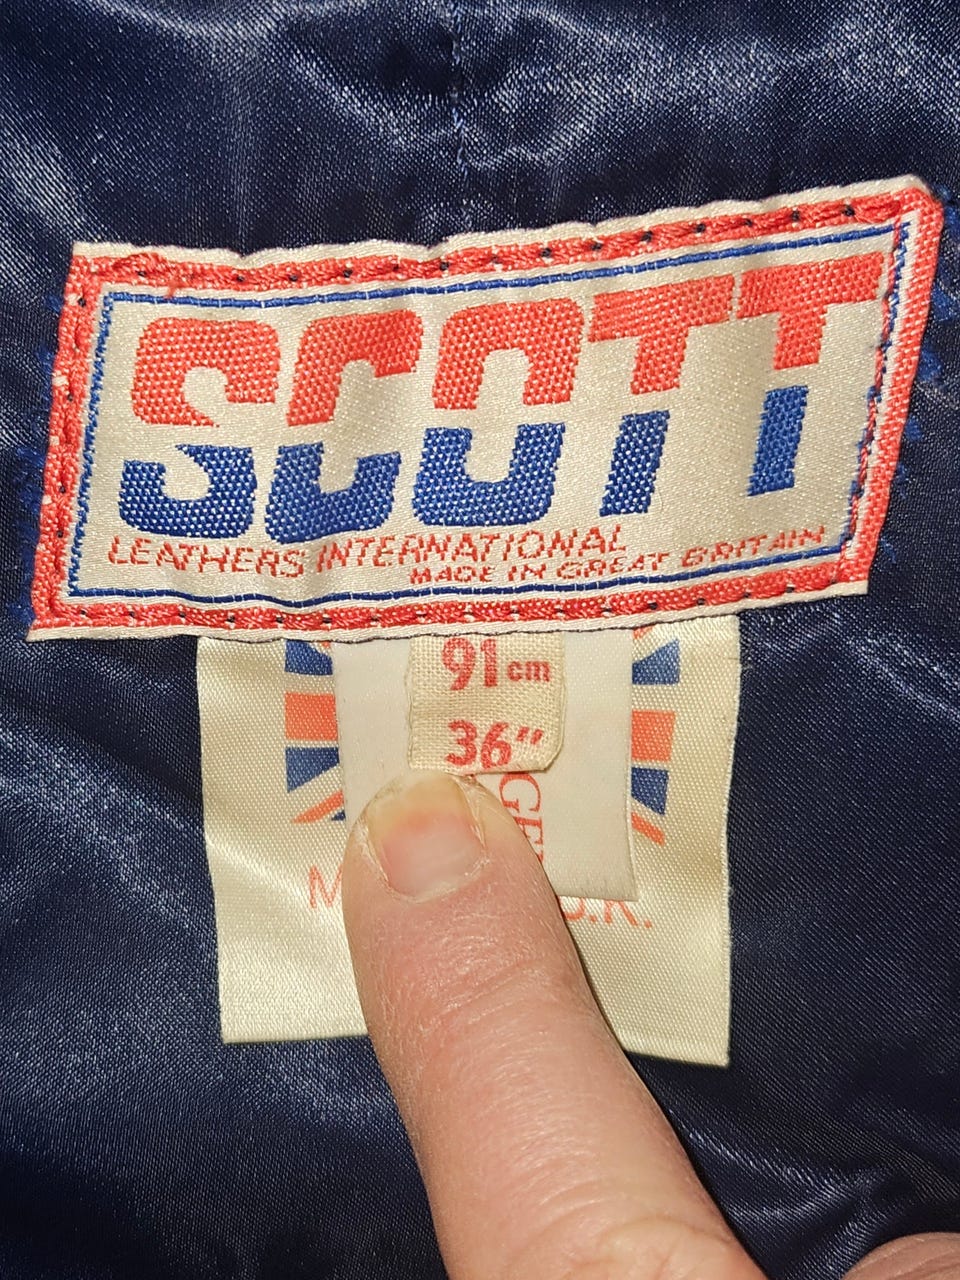 SCOTT
LEATHERS INTERNATIONAL
MADE IN GREAT BRITAIN
91cm
36"